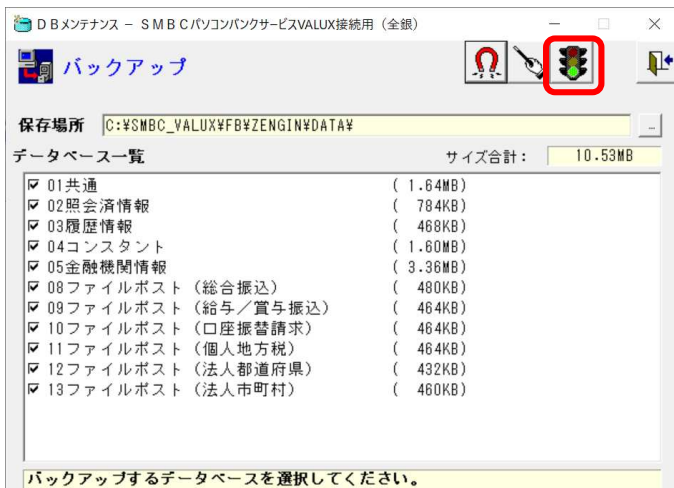 DBメンテナンス － SMBCパソコンバンクサービスVALUX接続用（全銀）
バックアップ
保存場所 C:¥SMBC_VALUX¥FB¥ZENGIN¥DATA¥ ...
データベース一覧 サイズ合計： 10.53MB
01共通 ( 1.64MB)
02照会済情報 ( 784KB)
03履歴情報 ( 468KB)
04コンスタント ( 1.60MB)
05金融機関情報 ( 3.36MB)
08ファイルポスト（総合振込） ( 480KB)
09ファイルポスト（給与／賞与振込） ( 464KB)
10ファイルポスト（口座振替請求） ( 464KB)
11ファイルポスト（個人地方税） ( 464KB)
12ファイルポスト（法人都道府県） ( 432KB)
13ファイルポスト（法人市町村） ( 460KB)
バックアップするデータベースを選択してください。